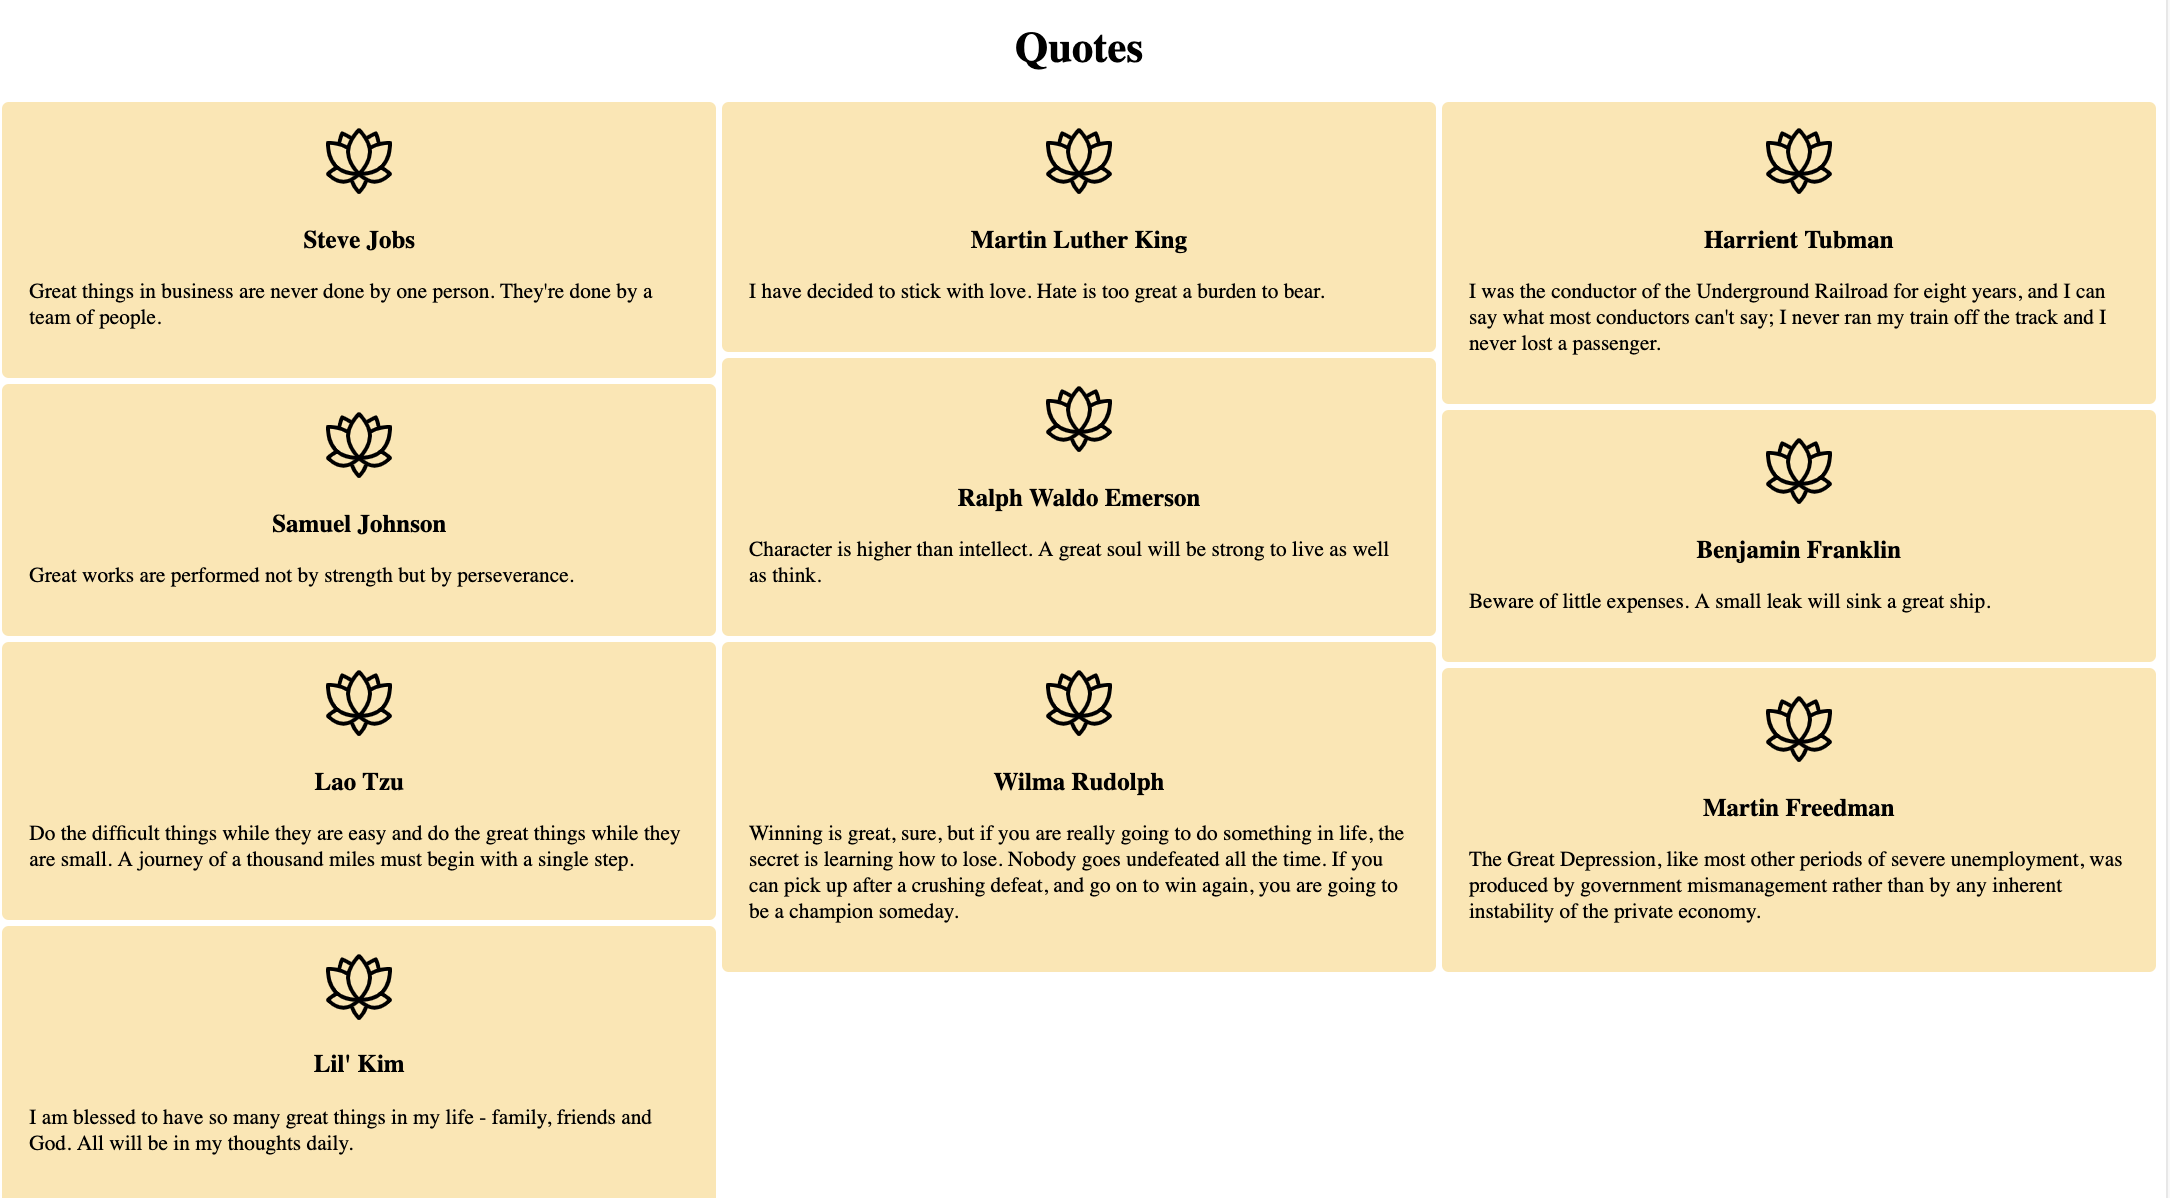 Quotes
Steve Jobs
Great things in business are never done by one person. They're done by a
team of people.
Samuel Johnson
Great works are performed not by strength but by perseverance.
Lao Tzu
Do the difficult things while they are easy and do the great things while they
are small. A journey of a thousand miles must begin with a single step.
Lil' Kim
I am blessed to have so many great things in my life - family, friends and
God. All will be in my thoughts daily.
Martin Luther King
I have decided to stick with love. Hate is too great a burden to bear.
Ralph Waldo Emerson
Character is higher than intellect. A great soul will be strong to live as well
as think.
Wilma Rudolph
Winning is great, sure, but if you are really going to do something in life, the
secret is learning how to lose. Nobody goes undefeated all the time. If you
can pick up after a crushing defeat, and go on to win again, you are going to
be a champion someday.
Harrient Tubman
I was the conductor of the Underground Railroad for eight years, and I can
say what most conductors can't say; I never ran my train off the track and I
never lost a passenger.
Benjamin Franklin
Beware of little expenses. A small leak will sink a great ship.
Martin Freedman
The Great Depression, like most other periods of severe unemployment, was
produced by government mismanagement rather than by any inherent
instability of the private economy.